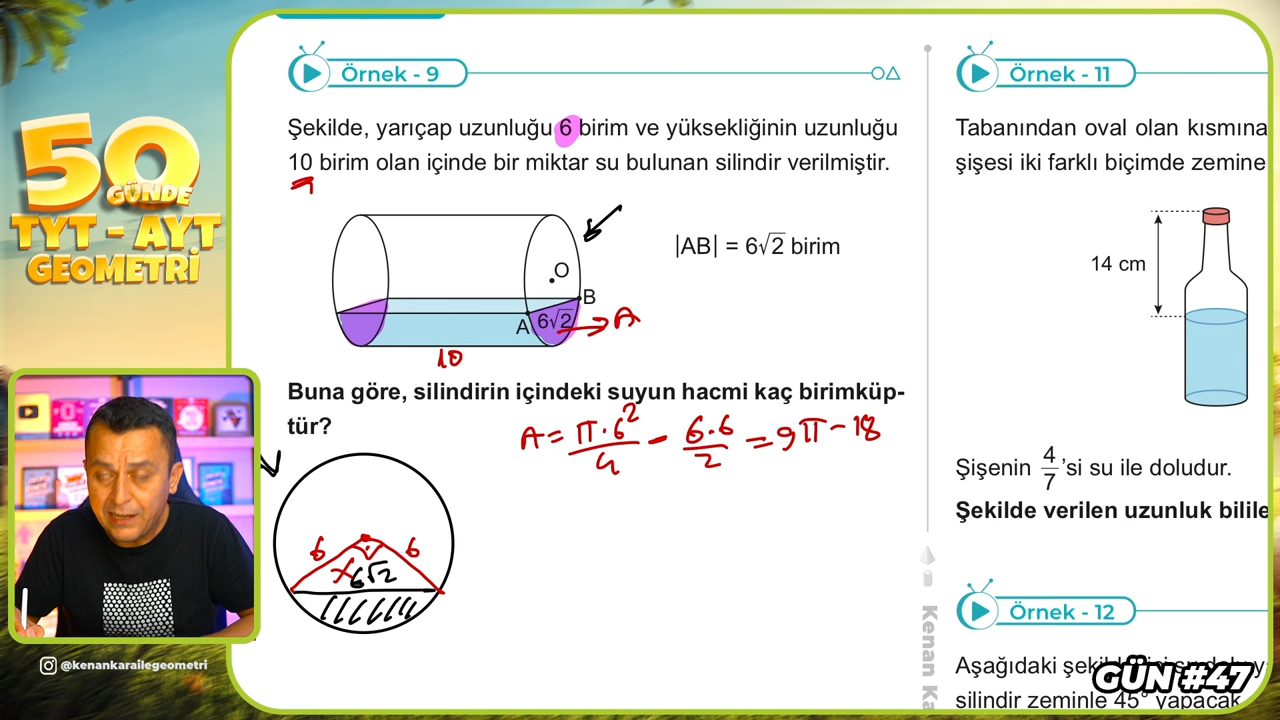 50
GÜNDE
TYT - AYT
GEOMETRİ
@kenankarailegeometri
Örnek - 9
Şekilde, yarıçap uzunluğu 6 birim ve yüksekliğinin uzunluğu
10 birim olan içinde bir miktar su bulunan silindir verilmiştir.
O
B
A
6√2
A
10
|AB| = 6√2 birim
Buna göre, silindirin içindeki suyun hacmi kaç birimküp-
tür?
A = π.6²/4 - 6.6/2 = 9π - 18
6
6
6√2
Örnek - 11
Tabanından oval olan kısmına
şişesi iki farklı biçimde zemine
14 cm
Şişenin 4/7'si su ile doludur.
Şekilde verilen uzunluk bilile
Kenan Ka
Örnek - 12
Aşağıdaki
silindir zeminle 45° yapacak
GÜN #47